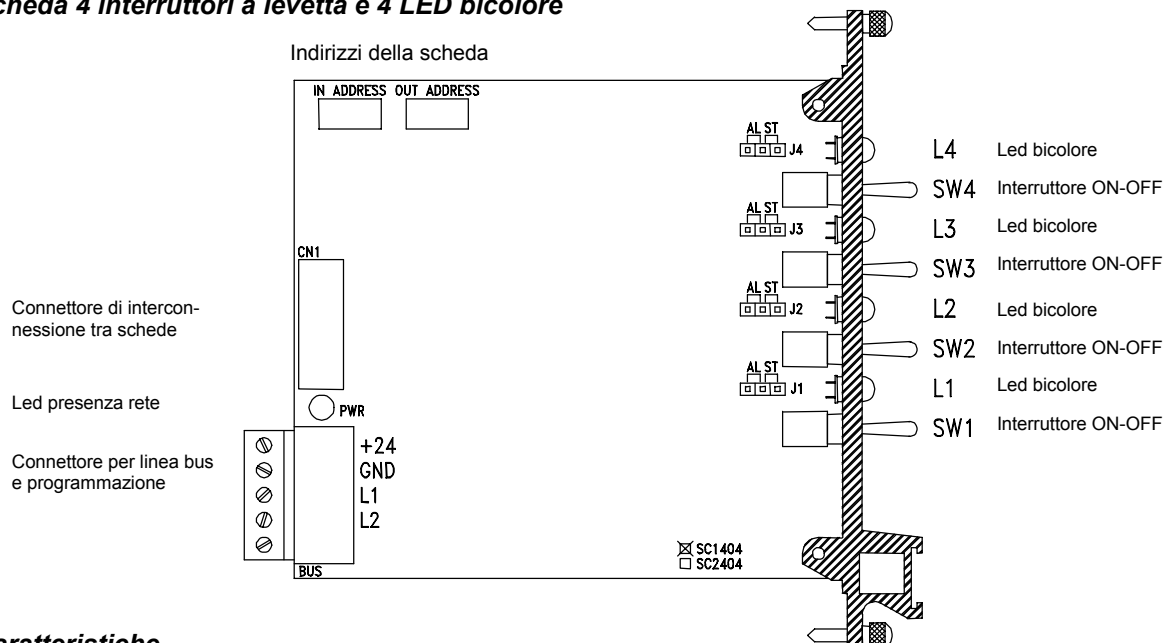 cheda 4 interruttori a levetta e 4 LED bicolore
Indirizzi della scheda
IN ADDRESS OUT ADDRESS
AL ST
J4
L4 Led bicolore
SW4 Interruttore ON-OFF
AL ST
J3
L3 Led bicolore
SW3 Interruttore ON-OFF
CN1
AL ST
J2
L2 Led bicolore
Connettore di intercon-
nessione tra schede
SW2 Interruttore ON-OFF
AL ST
J1
L1 Led bicolore
Led presenza rete
PWR
SW1 Interruttore ON-OFF
Connettore per linea bus
e programmazione
+24
GND
L1
L2
BUS
SC1404
SC2404
aratteristiche